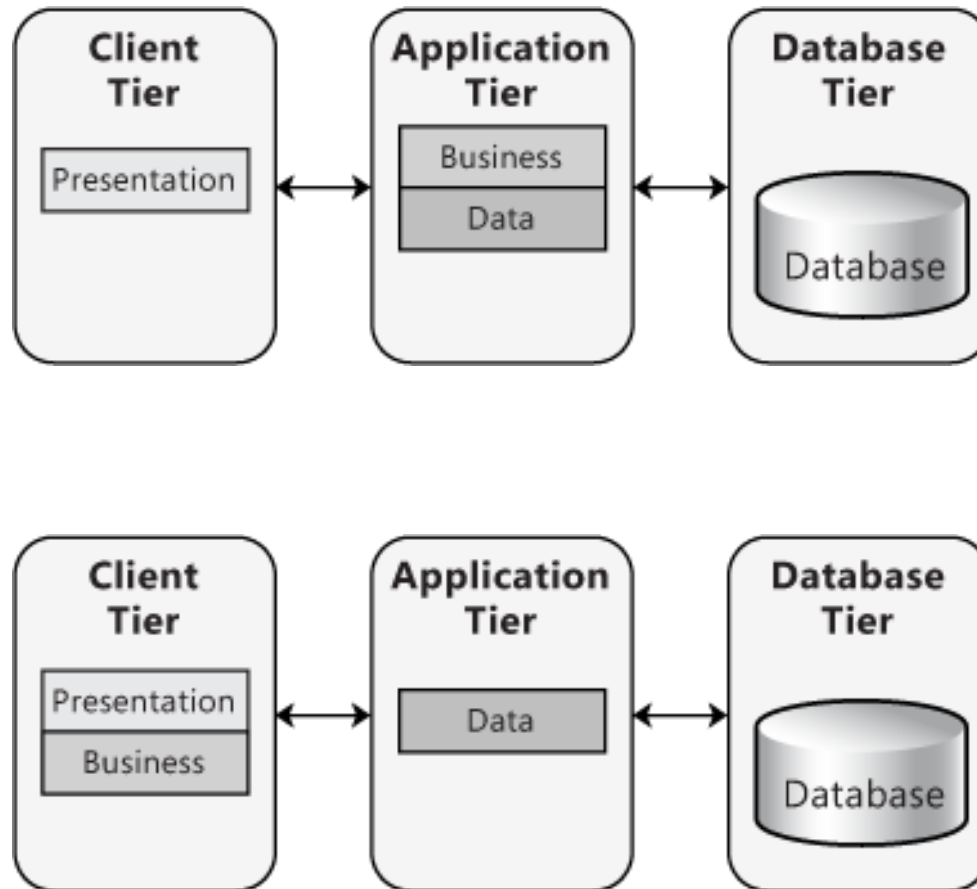 Client
Tier
Presentation
Application
Tier
Business
Data
Database
Tier
Database
Client
Tier
Presentation
Business
Application
Tier
Data
Database
Tier
Database